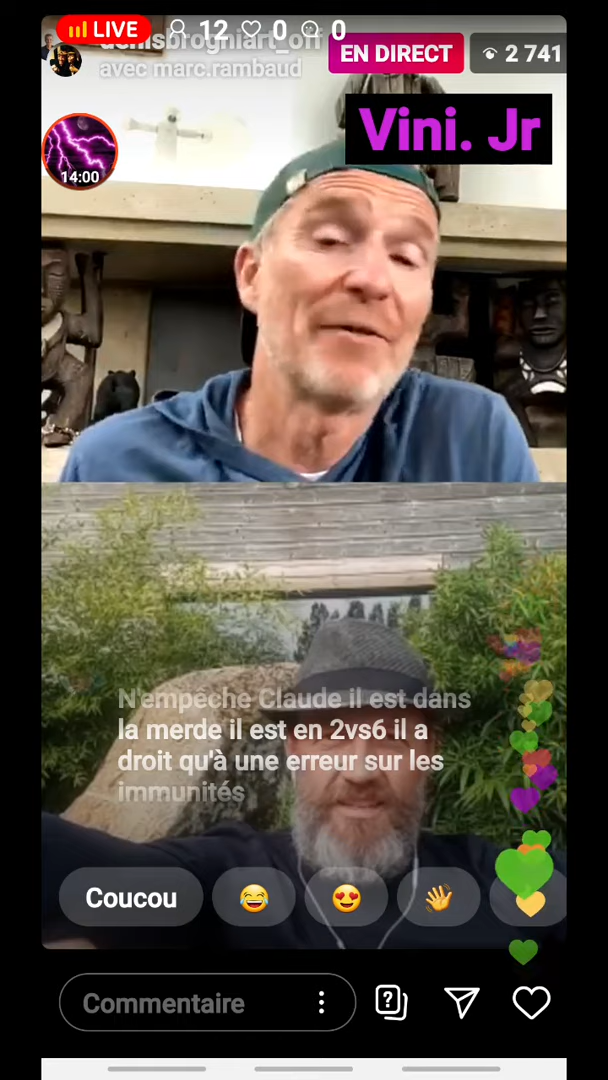 LIVE 12 0 0
denisbrogniart_off
avec marc.rambaud
EN DIRECT
2 741
Vini. Jr
14:00
N'empêche Claude il est dans
la merde il est en 2vs6 il a
droit qu'à une erreur sur les
immunités
Coucou
Commentaire